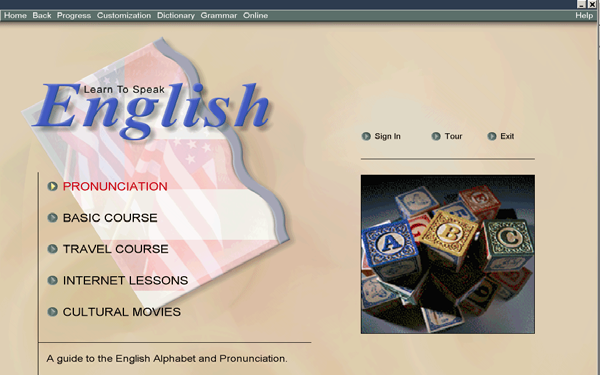 Home Back Progress Customization Dictionary Grammar Online Help
Learn To Speak
English
Sign In Tour Exit
PRONUNCIATION
BASIC COURSE
TRAVEL COURSE
INTERNET LESSONS
CULTURAL MOVIES
A B C
A guide to the English Alphabet and Pronunciation.